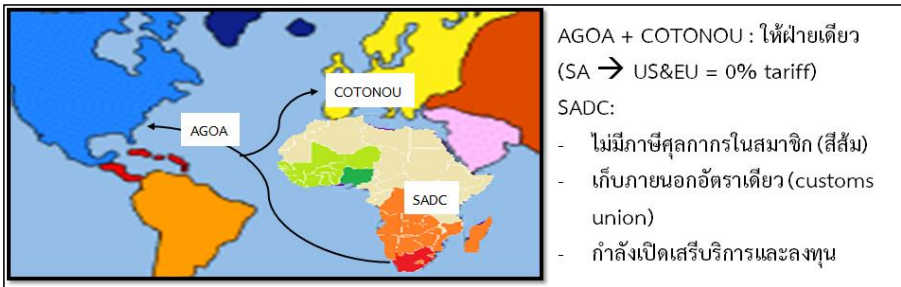 COTONOU
AGOA
SADC
AGOA + COTONOU : ให้ฝ่ายเดียว
(SA → US&EU = 0% tariff)
SADC:
- ไม่มีภาษีศุลกากรในสมาชิก (สีส้ม)
- เก็บภายนอกอัตราเดียว (customs
union)
- กำลังเปิดเสรีบริการและลงทุน